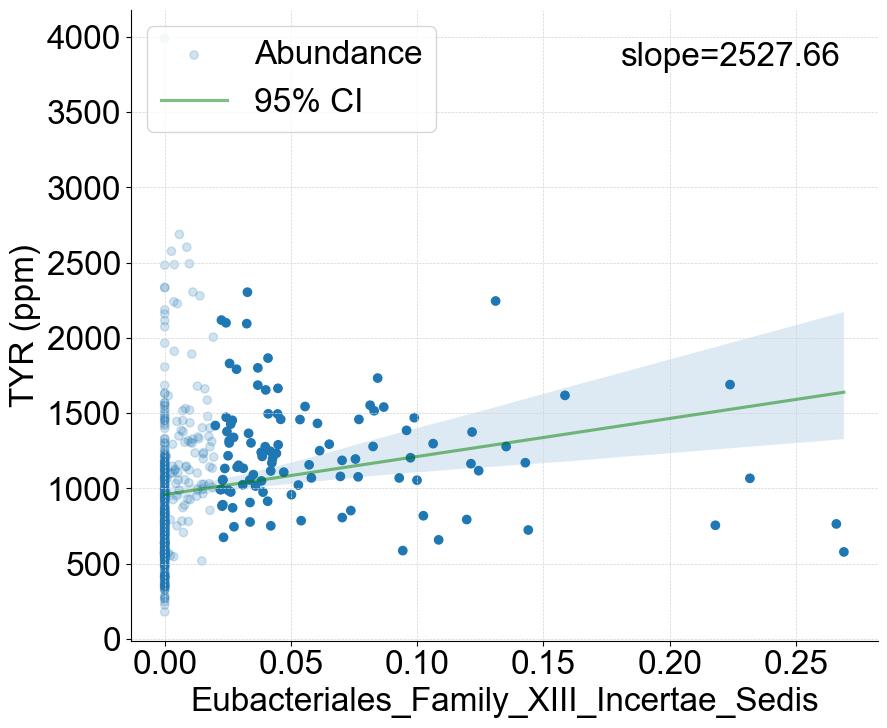 Abundance
95% CI
slope=2527.66
TYR (ppm)
4000
3500
3000
2500
2000
1500
1000
500
0
0.00 0.05 0.10 0.15 0.20 0.25
Eubacteriales_Family_XIII_Incertae_Sedis